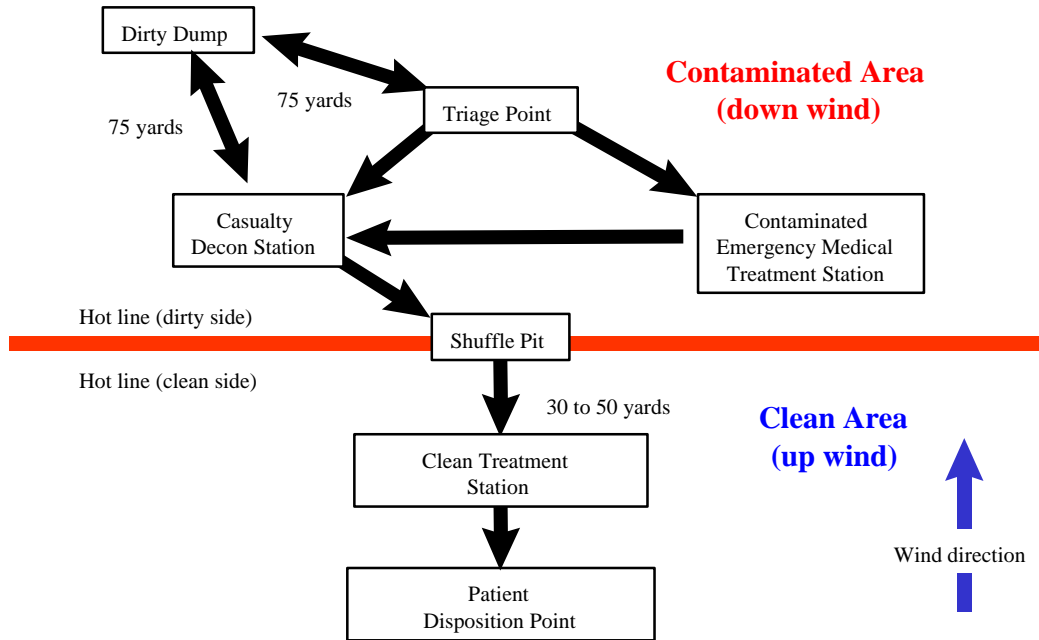 Dirty Dump
Contaminated Area
(down wind)
75 yards
Triage Point
75 yards
Casualty
Decon Station
Contaminated
Emergency Medical
Treatment Station
Hot line (dirty side)
Shuffle Pit
Hot line (clean side)
30 to 50 yards
Clean Area
(up wind)
Clean Treatment
Station
Wind direction
Patient
Disposition Point